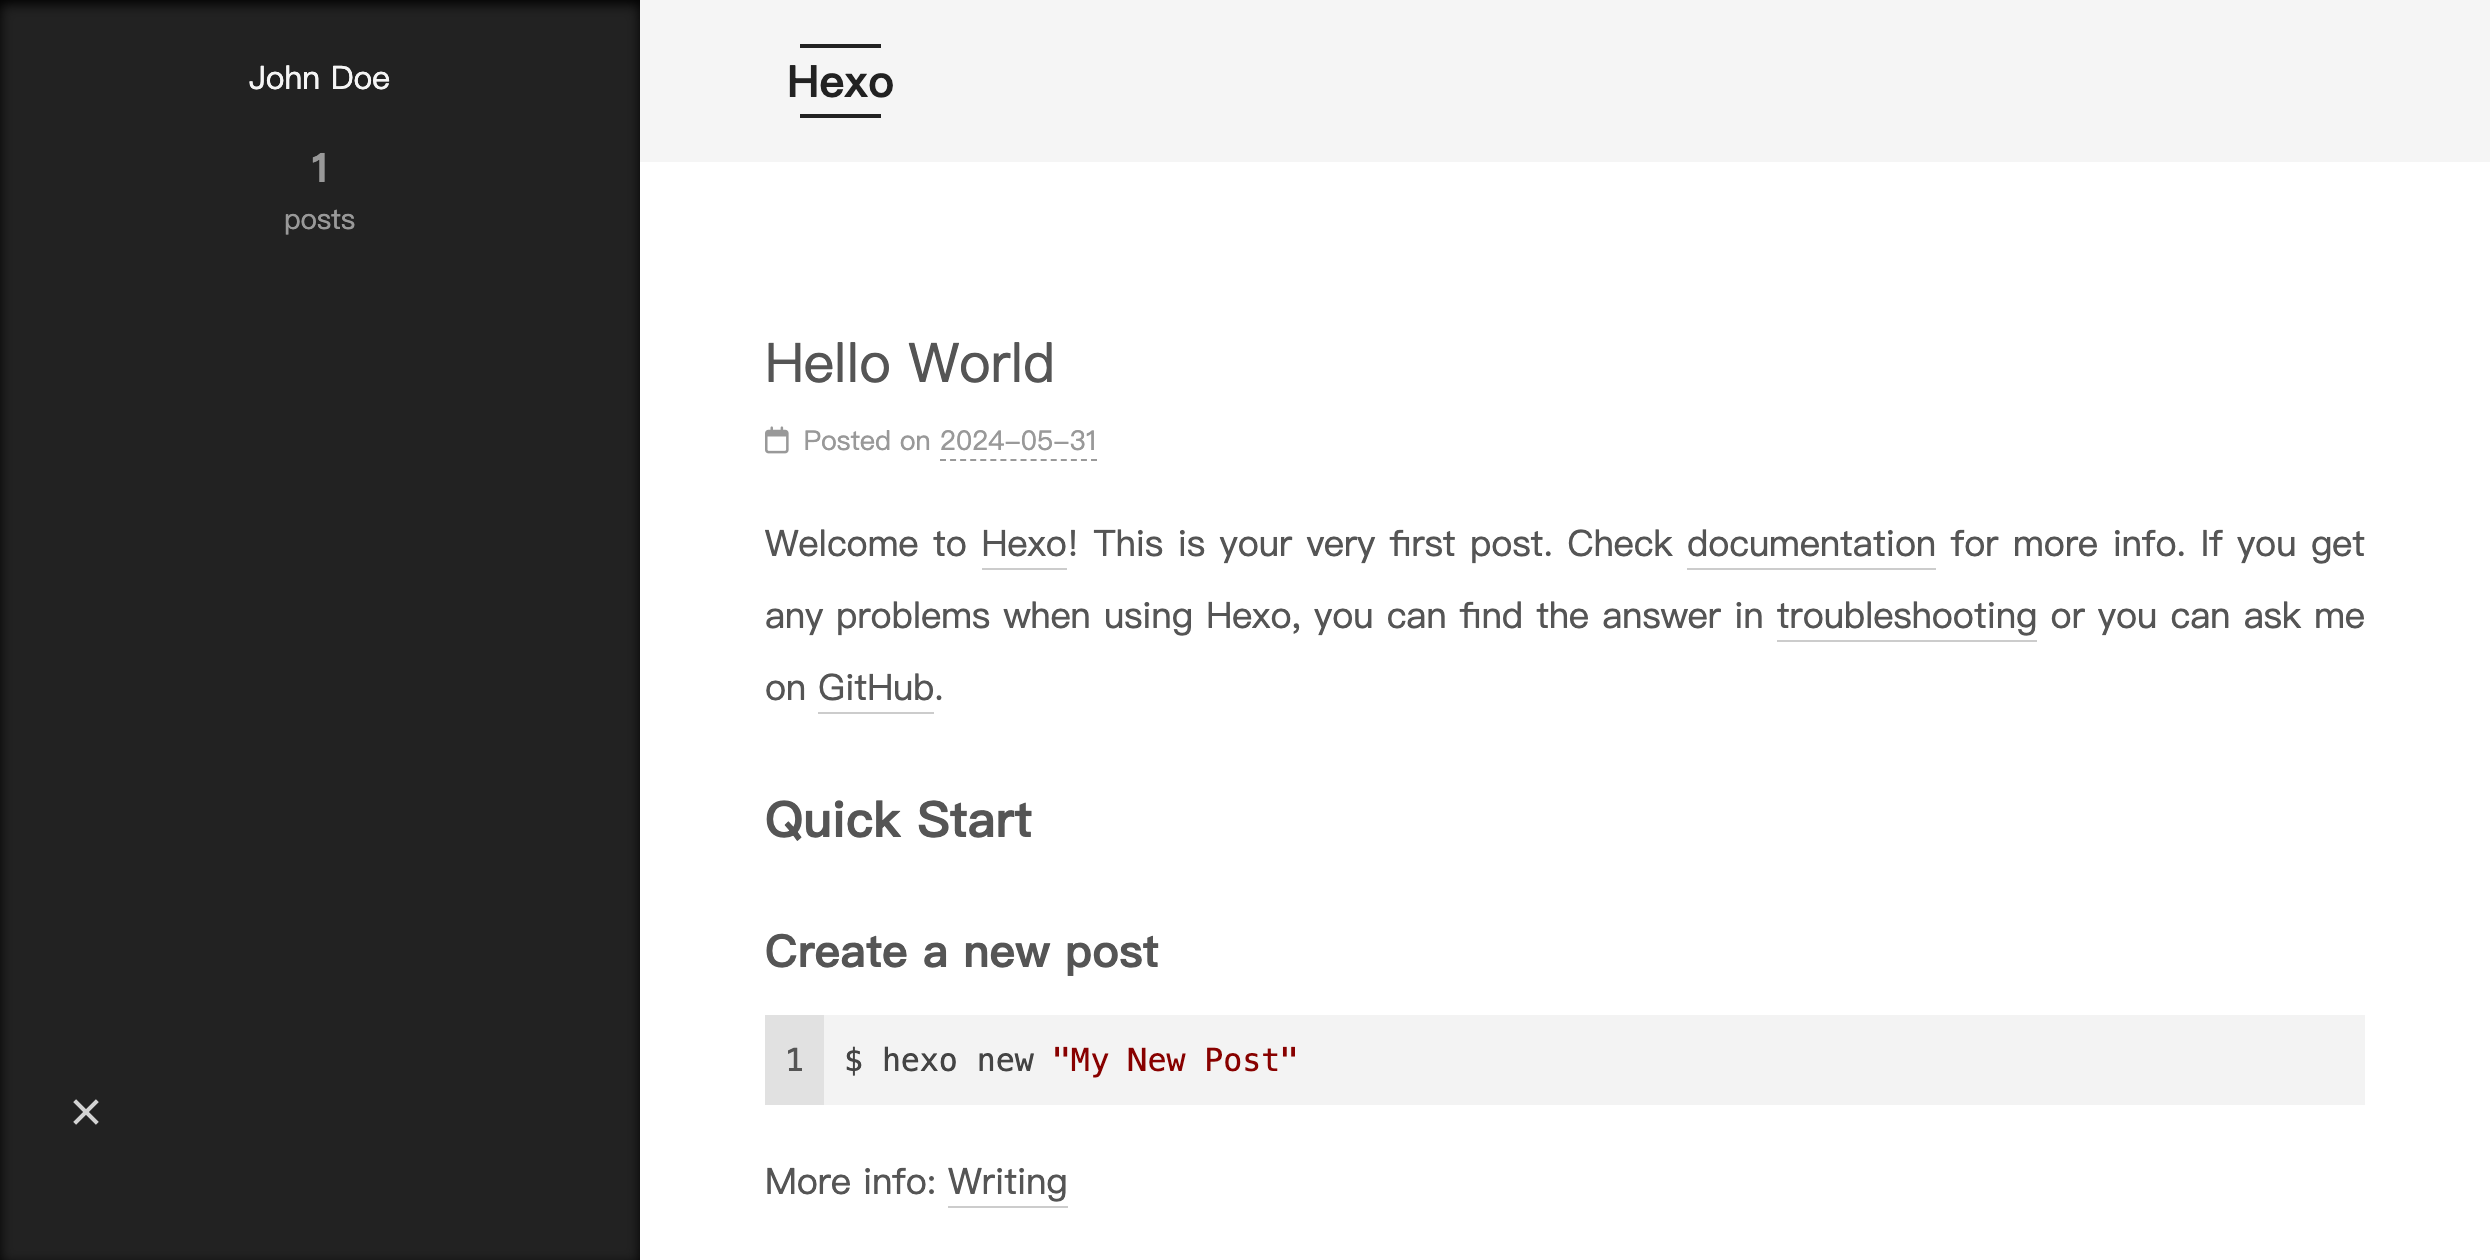 John Doe
1
posts
Hexo
Hello World
Posted on 2024-05-31
Welcome to Hexo! This is your very first post. Check documentation for more info. If you get
any problems when using Hexo, you can find the answer in troubleshooting or you can ask me
on GitHub.
Quick Start
Create a new post
1 $ hexo new "My New Post"
More info: Writing